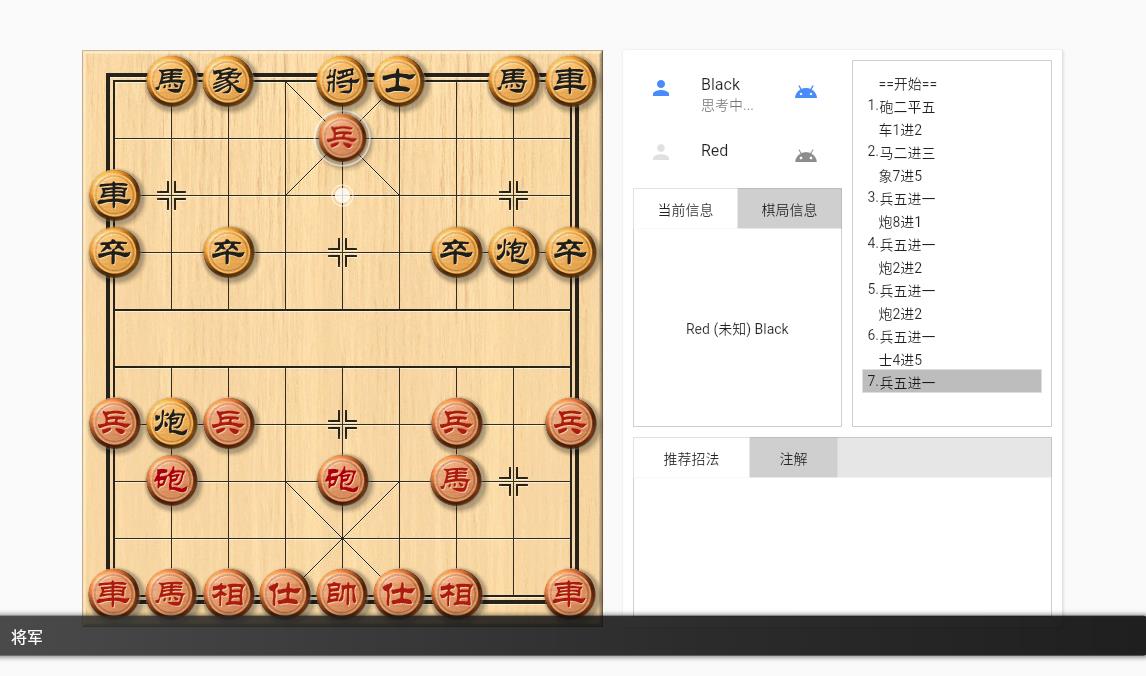 馬 象 將 士 馬 車
兵
車
卒 卒 卒 炮 卒
兵 炮 兵 兵 兵
砲 砲 馬
車 馬 相 仕 帥 仕 相 車
Black
思考中...
Red
当前信息 棋局信息
Red (未知) Black
==开始==
1.砲二平五
车1进2
2.马二进三
象7进5
3.兵五进一
炮8进1
4.兵五进一
炮2进2
5.兵五进一
炮2进2
6.兵五进一
士4进5
7.兵五进一
推荐招法 注解
将军